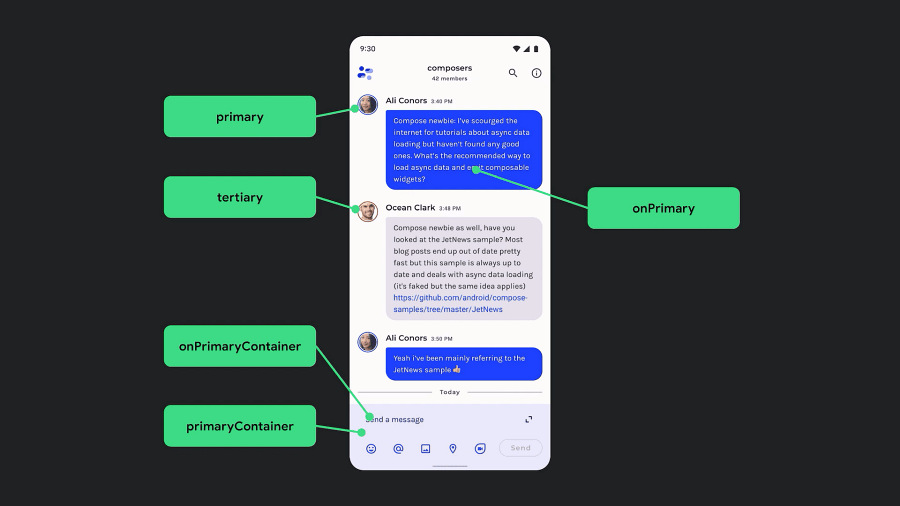 9:30
composers
42 members
Ali Conors 3:40 PM
Compose newbie: I've scourged the
internet for tutorials about async data
loading but haven't found any good
ones. What's the recommended way to
load async data and emit composable
widgets?
Ocean Clark 3:48 PM
Compose newbie as well, have you
looked at the JetNews sample? Most
blog posts end up out of date pretty
fast but this sample is always up to
date and deals with async data loading
(it's faked but the same idea applies)
https://github.com/android/compose-
samples/tree/master/JetNews
Ali Conors 3:50 PM
Yeah i've been mainly referring to the
JetNews sample 👍
Today
Send a message
Send
primary
tertiary
onPrimaryContainer
primaryContainer
onPrimary